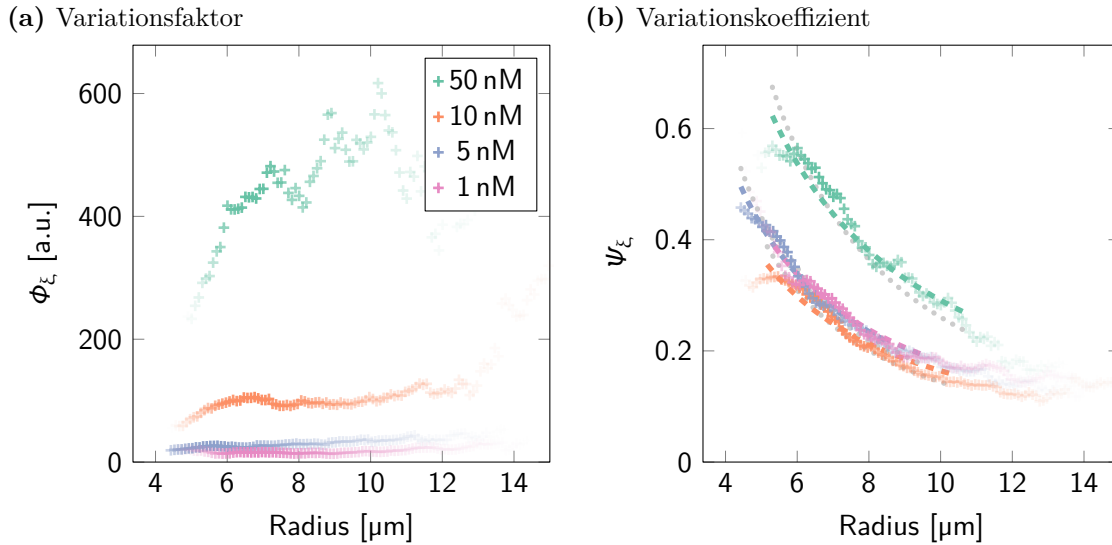 (a) Variationsfaktor
600
400
200
0
4 6 8 10 12 14
Radius [µm]
Φξ [a.u.]
50 nM
10 nM
5 nM
1 nM
(b) Variationskoeffizient
0.6
0.4
0.2
0
4 6 8 10 12 14
Radius [µm]
Ψξ